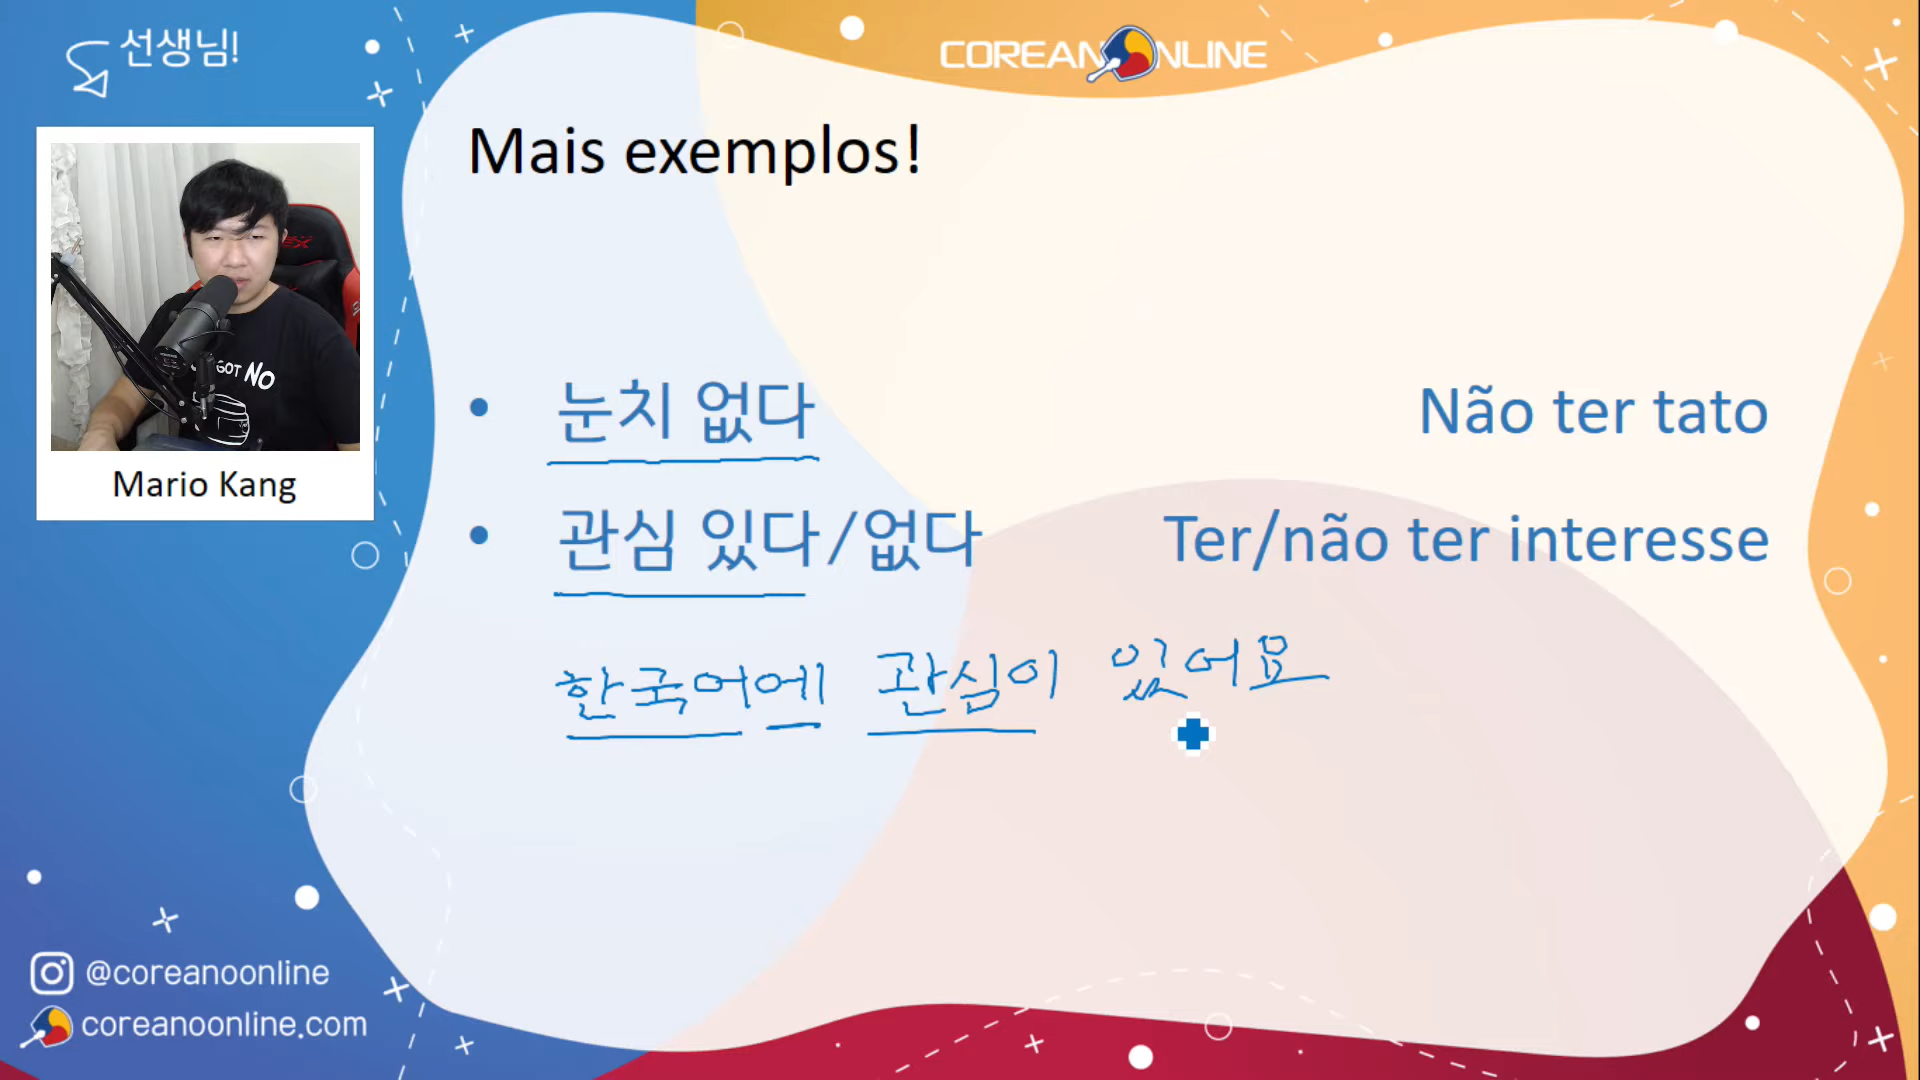 선생님!
COREANONLINE
Mais exemplos!
GOT NO
Mario Kang
• 눈치 없다 Não ter tato
• 관심 있다/없다 Ter/não ter interesse
한국어에 관심이 있어요
@coreanoonline
coreanoonline.com